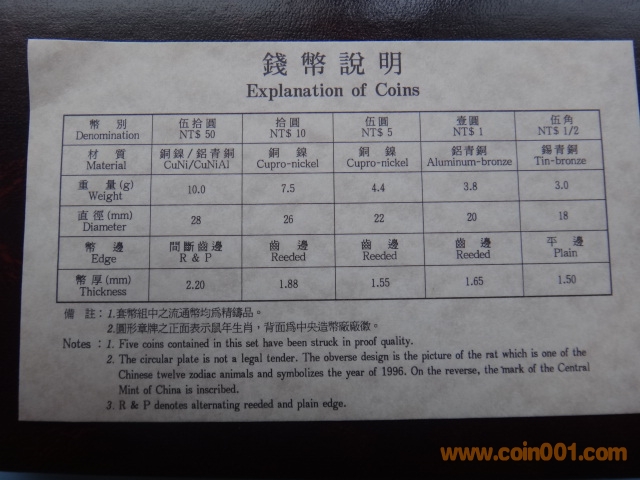 錢幣說明
Explanation of Coins
幣別 伍拾圓 拾圓 伍圓 壹圓 伍角
Denomination NT$ 50 NT$ 10 NT$ 5 NT$ 1 NT$ 1/2
材質 銅鎳/鋁青銅 銅鎳 銅鎳 鋁青銅 錫青銅
Material CuNi/CuNiAl Cupro-nickel Cupro-nickel Aluminum-bronze Tin-bronze
重量(g) 10.0 7.5 4.4 3.8 3.0
Weight
直徑(mm) 28 26 22 20 18
Diameter
幣邊 間斷齒邊 齒邊 齒邊 齒邊 平邊
Edge R & P Reeded Reeded Reeded Plain
幣厚(mm) 2.20 1.88 1.55 1.65 1.50
Thickness
備註：1.套幣組中之流通幣均爲精鑄品。
2.圓形章牌之正面表示鼠年生肖，背面爲中央造幣廠廠徽。
Notes : 1. Five coins contained in this set have been struck in proof quality.
2. The circular plate is not a legal tender. The obverse design is the picture of the rat which is one of the
Chinese twelve zodiac animals and symbolizes the year of 1996. On the reverse, the mark of the Central
Mint of China is inscribed.
3. R & P denotes alternating reeded and plain edge.
www.coin001.com